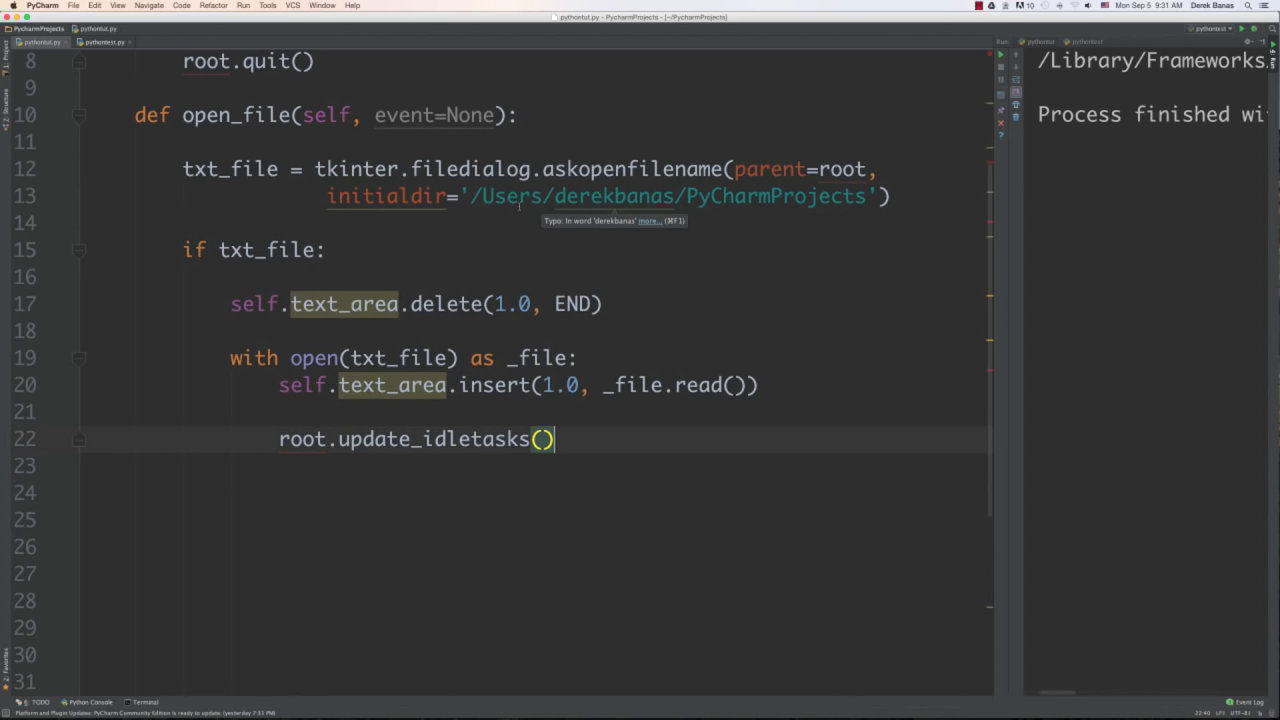 PyCharm File Edit View Navigate Code Refactor Run Tools VCS Window Help 10 Mon Sep 5 9:31 AM Derek Banas
pythontut.py - PycharmProjects - [~/PycharmProjects]
PycharmProjects pythontut.py pythontest
pythontut.py pythontest.py Run: pythontut pythontest
8 root.quit() /Library/Frameworks
9
10 def open_file(self, event=None):
Process finished wi
11
12 txt_file = tkinter.filedialog.askopenfilename(parent=root,
13 initialdir='/Users/derekbanas/PyCharmProjects')
14 Typo: In word 'derekbanas' more... (⌘F1)
15 if txt_file:
16
17 self.text_area.delete(1.0, END)
18
19 with open(txt_file) as _file:
20 self.text_area.insert(1.0, _file.read())
21
22 root.update_idletasks()
23
24
25
26
27
28
29
30
31
1: Project
Z: Structure
2: Favorites
4: Run
6: TODO Python Console Terminal Event Log
Platform and Plugin Updates: PyCharm Community Edition is ready to update. (yesterday 7:51 PM) 22:40 LF÷ UTF-8÷